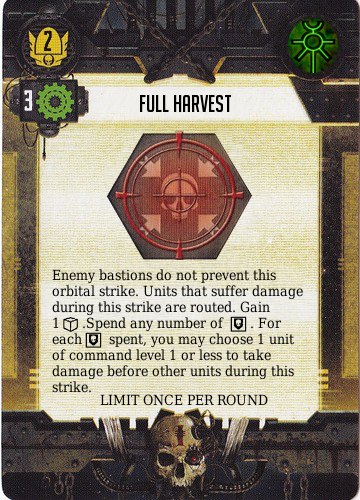 2
3
FULL HARVEST
Enemy bastions do not prevent this
orbital strike. Units that suffer damage
during this strike are routed. Gain
1 .Spend any number of . For
each spent, you may choose 1 unit
of command level 1 or less to take
damage before other units during this
strike.
LIMIT ONCE PER ROUND